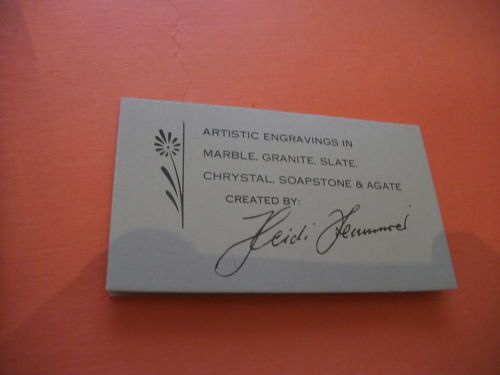 ARTISTIC ENGRAVINGS IN
MARBLE, GRANITE, SLATE,
CHRYSTAL, SOAPSTONE & AGATE
CREATED BY:
Heidi